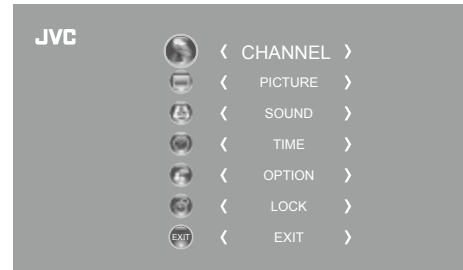 JVC
CHANNEL
PICTURE
SOUND
TIME
OPTION
LOCK
EXIT EXIT